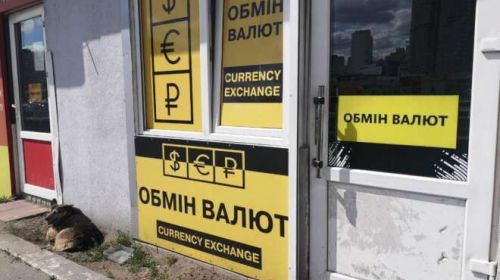 $
€
₽
ОБМІН
ВАЛЮТ
CURRENCY
EXCHANGE
ОБМІН ВАЛЮТ
$ € ₽
ОБМІН ВАЛЮТ
CURRENCY EXCHANGE